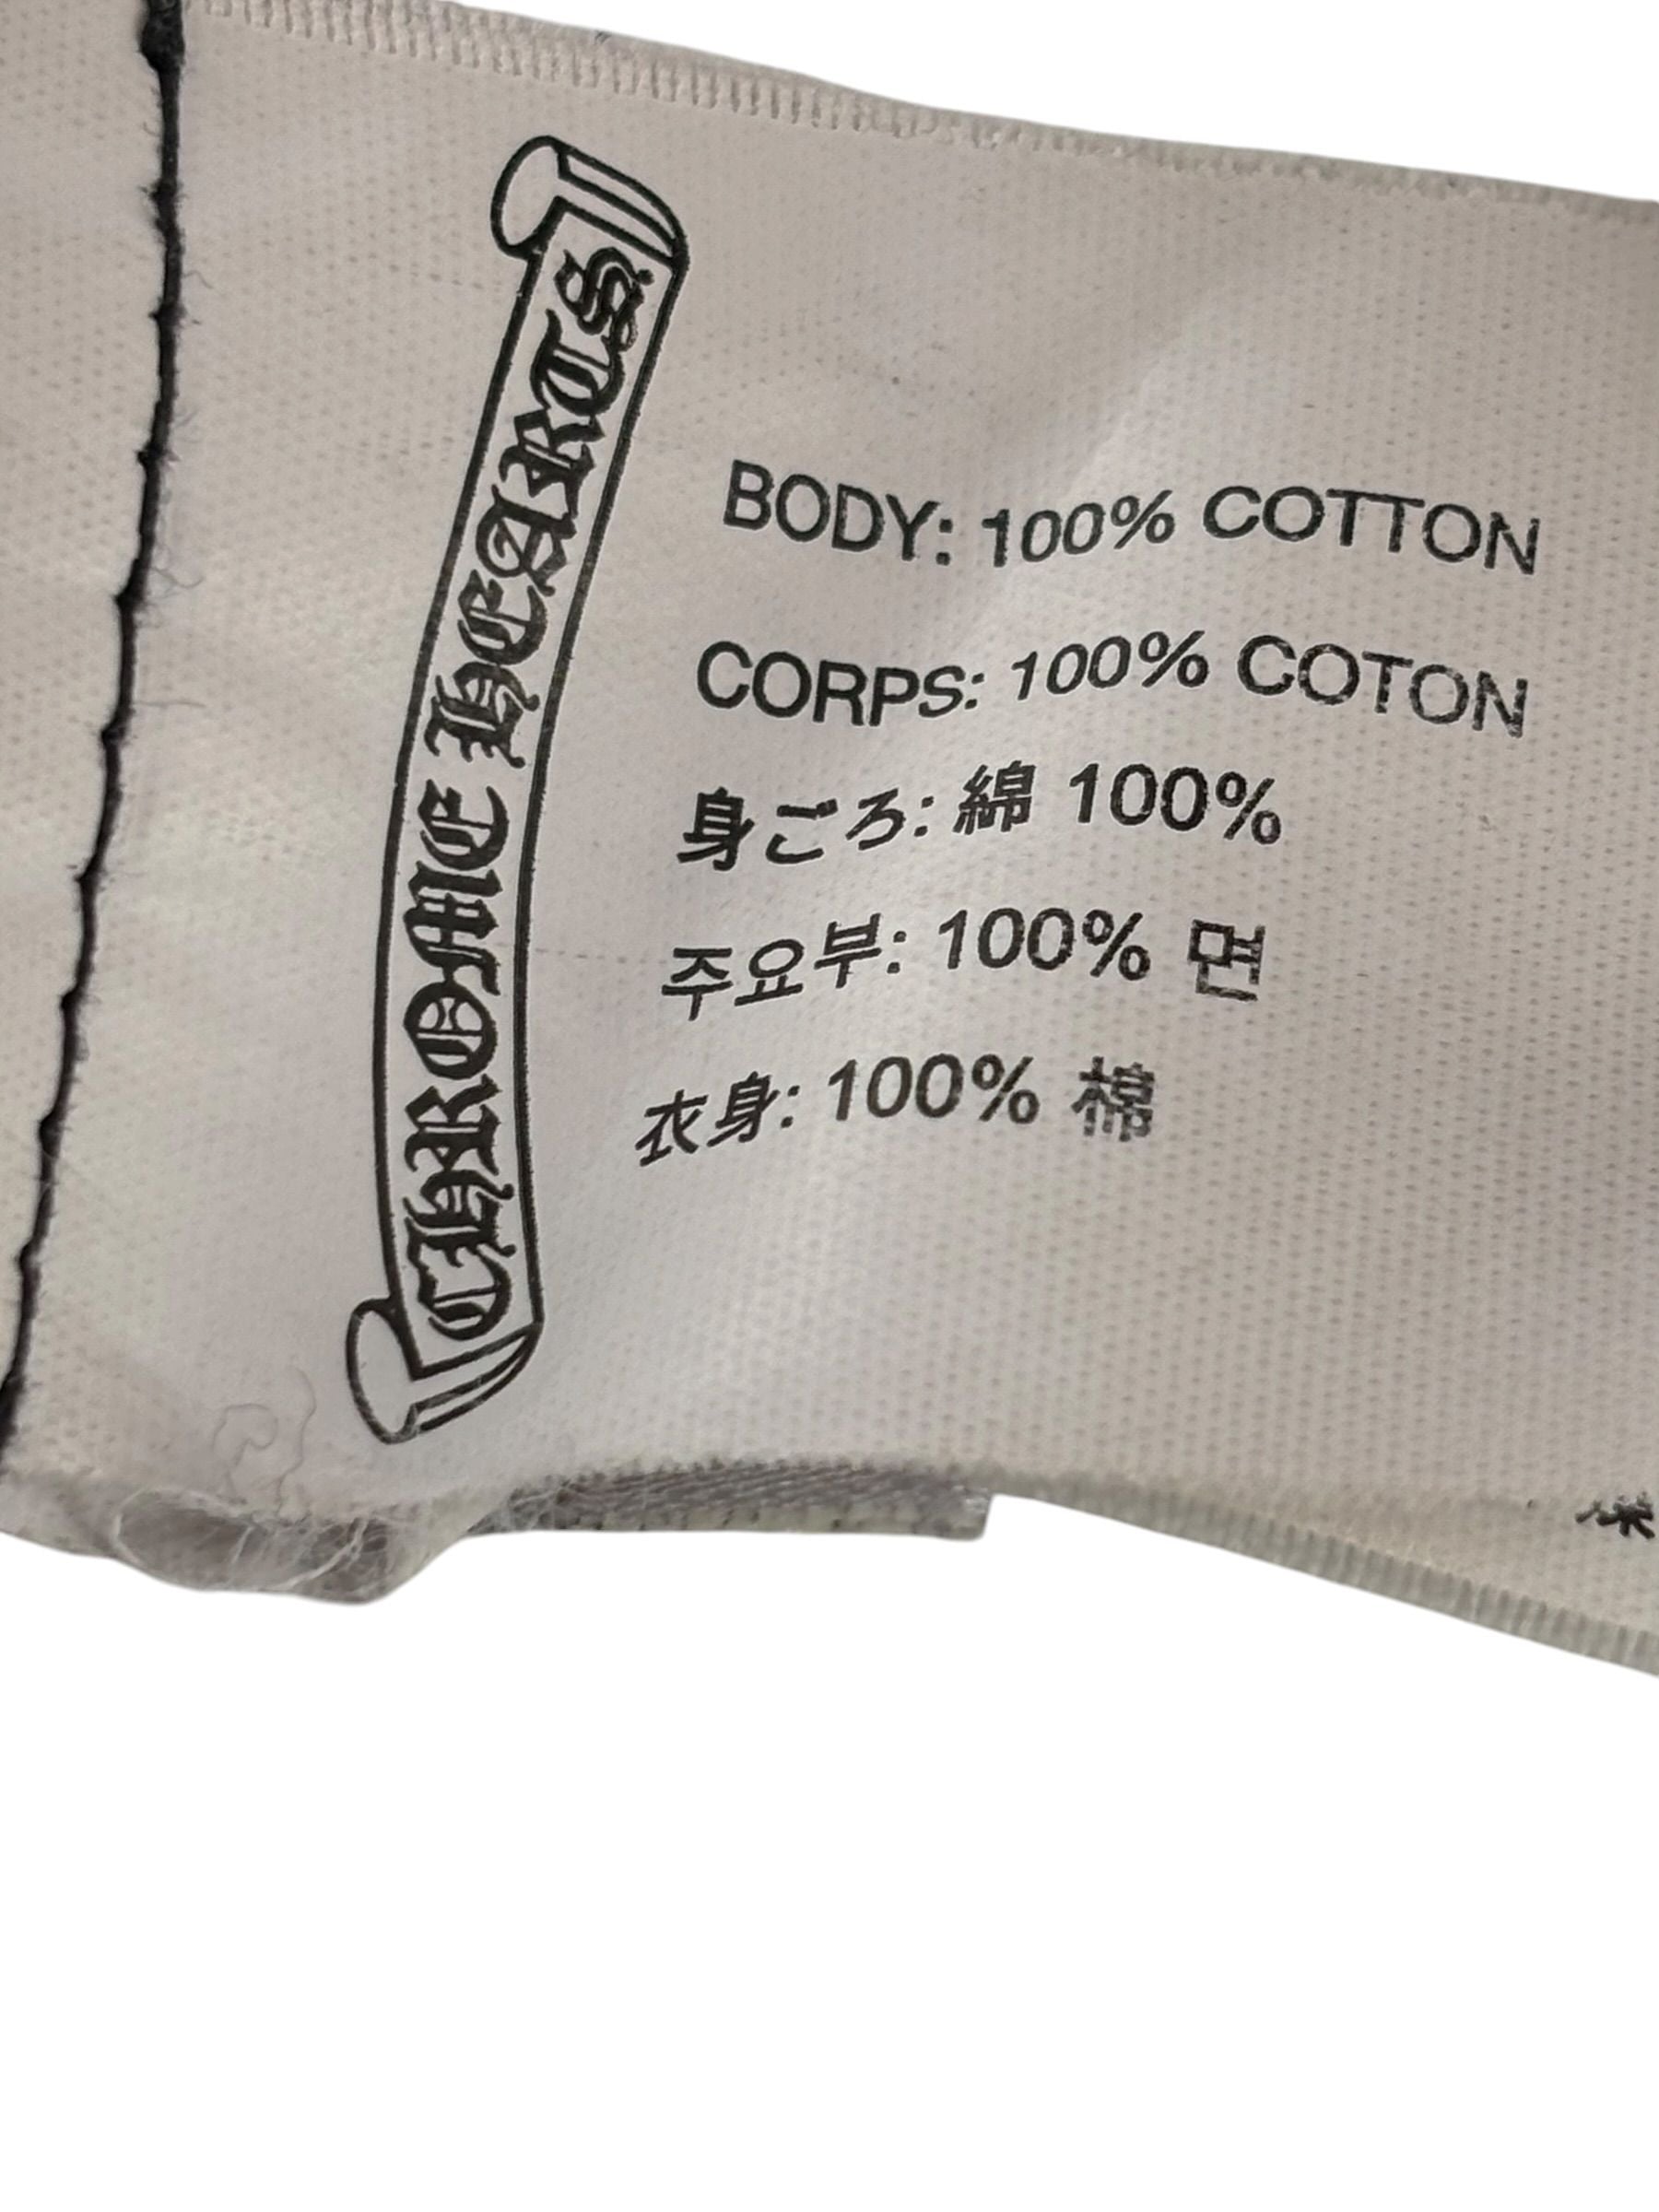 CHROME HEARTS
BODY: 100% COTTON
CORPS: 100% COTON
身ごろ: 綿 100%
주요부: 100% 면
衣身: 100% 棉